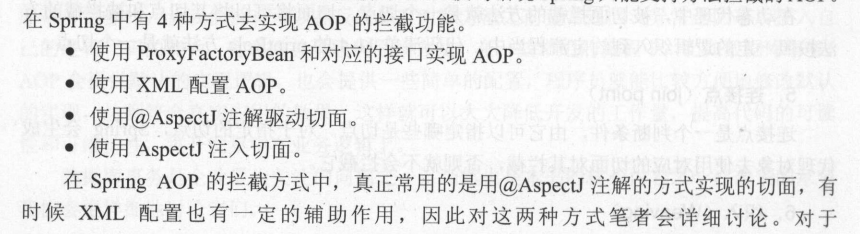 在 Spring 中有 4 种方式去实现 AOP 的拦截功能。
● 使用 ProxyFactoryBean 和对应的接口实现 AOP。
● 使用 XML 配置 AOP。
● 使用@AspectJ 注解驱动切面。
● 使用 AspectJ 注入切面。
在 Spring AOP 的拦截方式中，真正常用的是用@AspectJ 注解的方式实现的切面，有
时候 XML 配置也有一定的辅助作用，因此对这两种方式笔者会详细讨论。对于